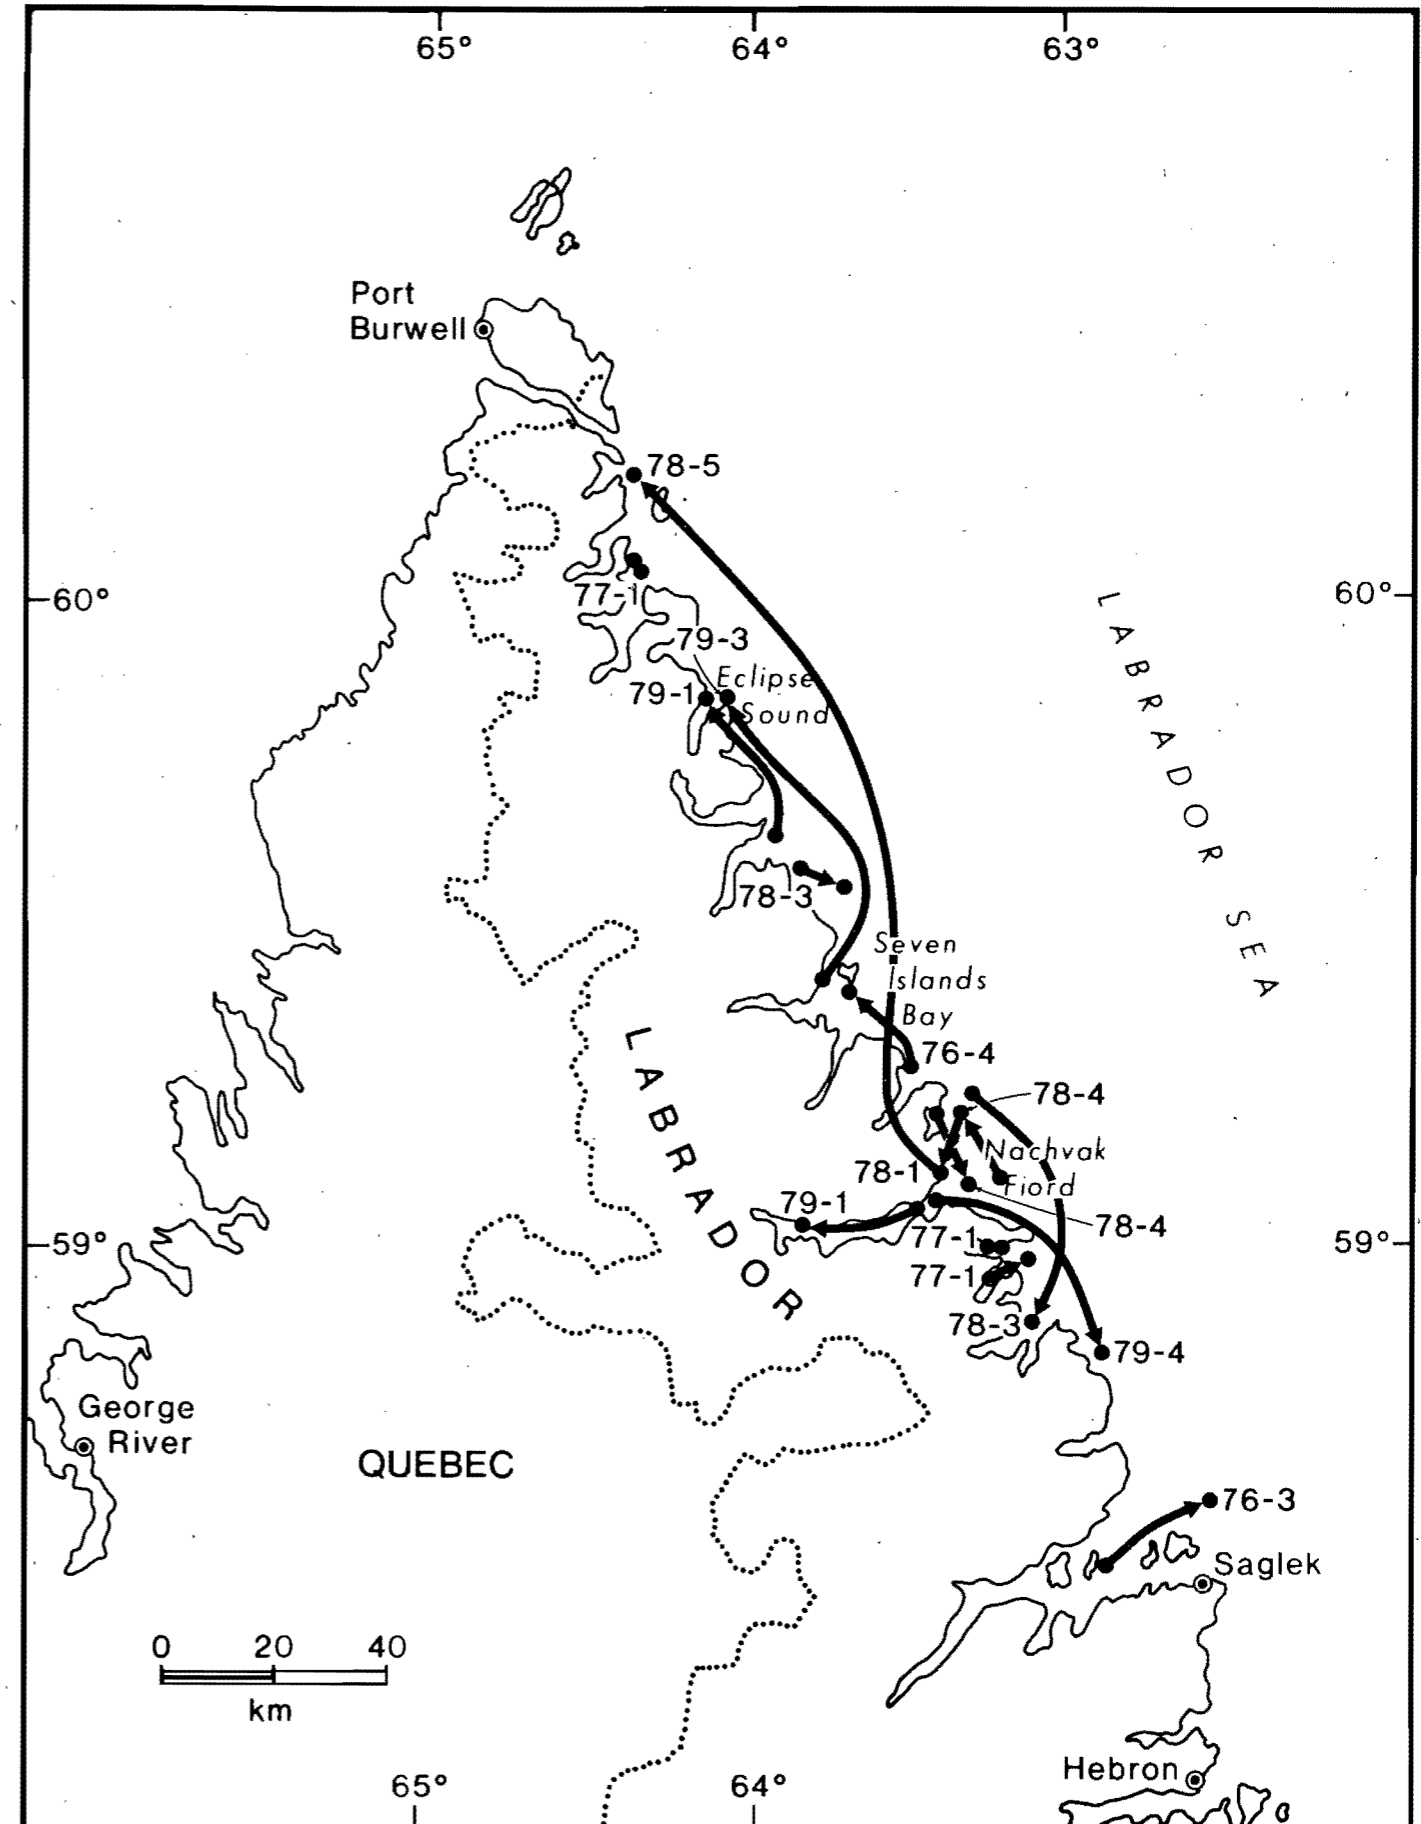 65° 64° 63°
Port
Burwell
78-5
77-1
60° 60°
LABRADOR SEA
79-3
Eclipse
79-1
Sound
78-3
Seven
Islands
Bay
76-4
78-4
Nachvak
78-1
Fiord
79-1
78-4
77-1
59° 59°
77-1
LABRADOR
78-3
79-4
George
River
QUEBEC
76-3
Saglek
0 20 40
km
Hebron
65° 64°